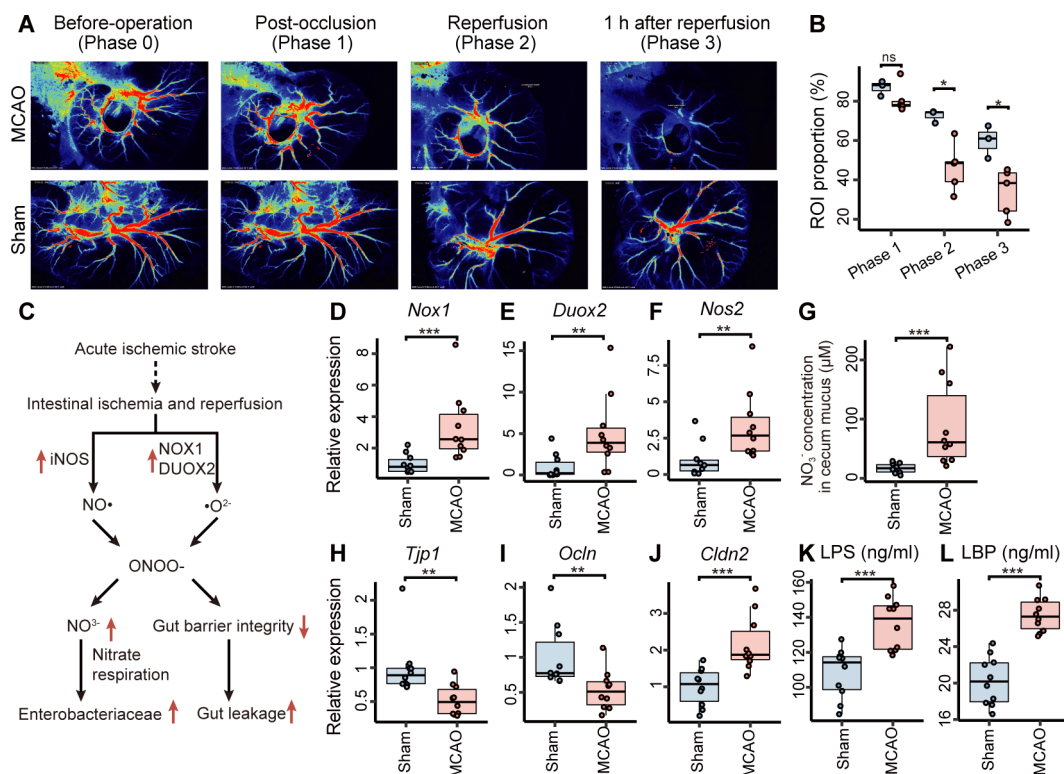 A
Before-operation
(Phase 0)
Post-occlusion
(Phase 1)
Reperfusion
(Phase 2)
1 h after reperfusion
(Phase 3)
MCAO
Sham
B
ROI proportion (%)
80
60
40
20
ns
*
*
Phase 1
Phase 2
Phase 3
C
Acute ischemic stroke
Intestinal ischemia and reperfusion
iNOS
NOX1
DUOX2
NO•
•O²⁻
ONOO-
NO³⁻
Gut barrier integrity
Nitrate
respiration
Enterobacteriaceae
Gut leakage
D
Nox1
***
Relative expression
8
6
4
2
0
Sham
MCAO
E
Duox2
**
15
10
5
0
Sham
MCAO
F
Nos2
**
7.5
5
2.5
0
Sham
MCAO
G
***
NO₃⁻ concentration
in cecum mucus (µM)
200
100
0
Sham
MCAO
H
Tjp1
**
Relative expression
2
1.5
1
0.5
Sham
MCAO
I
Ocln
**
2
1.5
1
0.5
Sham
MCAO
J
Cldn2
***
3
2
1
Sham
MCAO
K
LPS (ng/ml)
***
160
140
120
100
Sham
MCAO
L
LBP (ng/ml)
***
28
24
20
16
Sham
MCAO